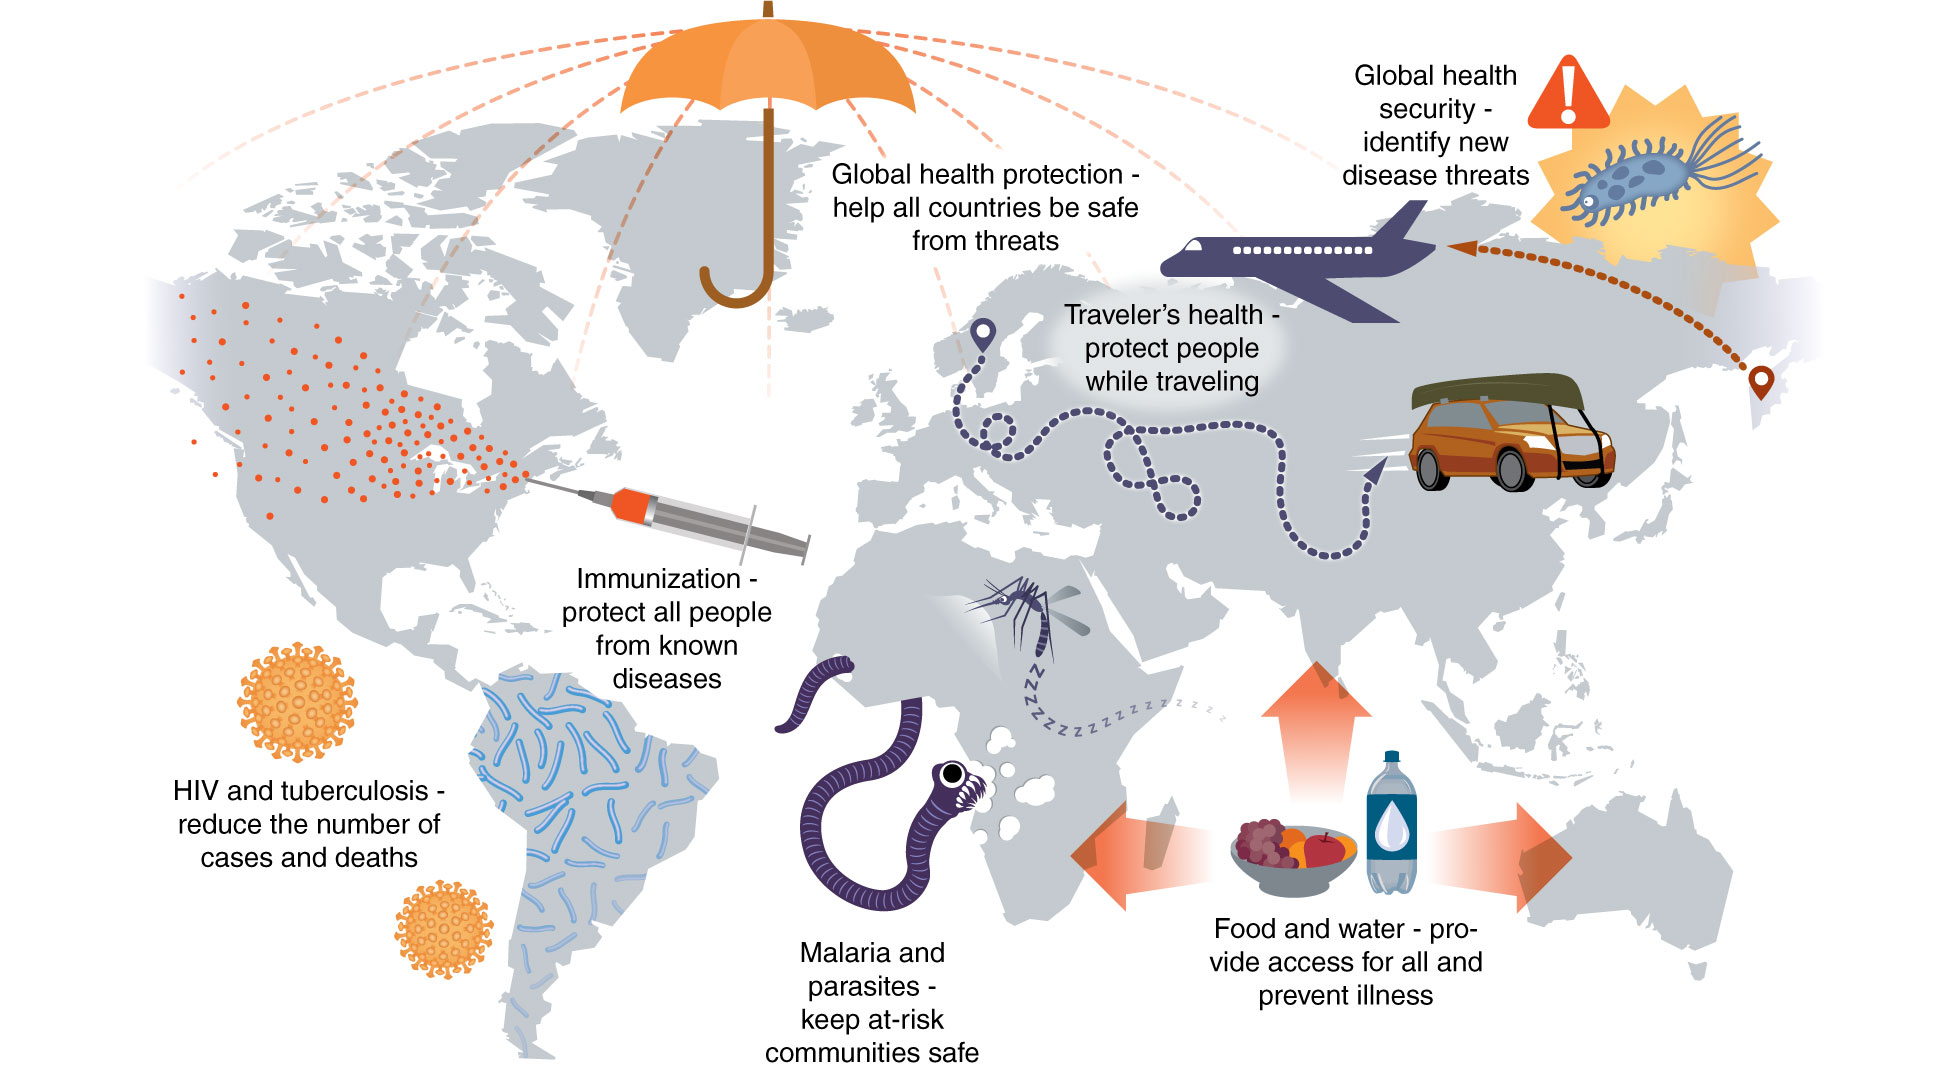 Global health
security -
identify new
disease threats
Global health protection -
help all countries be safe
from threats
Traveler’s health -
protect people
while traveling
Immunization -
protect all people
from known
diseases
HIV and tuberculosis -
reduce the number of
cases and deaths
Malaria and
parasites -
keep at-risk
communities safe
Food and water - pro-
vide access for all and
prevent illness